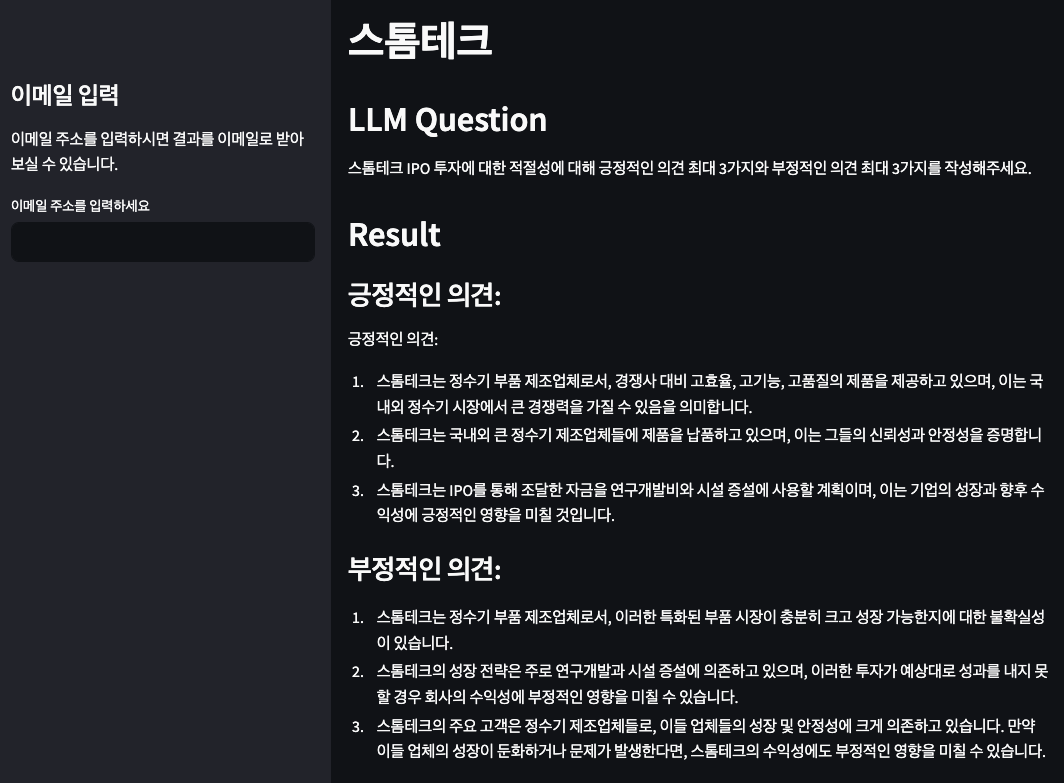 이메일 입력
이메일 주소를 입력하시면 결과를 이메일로 받아
보실 수 있습니다.
이메일 주소를 입력하세요
스톰테크
LLM Question
스톰테크 IPO 투자에 대한 적절성에 대해 긍정적인 의견 최대 3가지와 부정적인 의견 최대 3가지를 작성해주세요.
Result
긍정적인 의견:
긍정적인 의견:
1. 스톰테크는 정수기 부품 제조업체로서, 경쟁사 대비 고효율, 고기능, 고품질의 제품을 제공하고 있으며, 이는 국
내외 정수기 시장에서 큰 경쟁력을 가질 수 있음을 의미합니다.
2. 스톰테크는 국내외 큰 정수기 제조업체들에 제품을 납품하고 있으며, 이는 그들의 신뢰성과 안정성을 증명합니
다.
3. 스톰테크는 IPO를 통해 조달한 자금을 연구개발비와 시설 증설에 사용할 계획이며, 이는 기업의 성장과 향후 수
익성에 긍정적인 영향을 미칠 것입니다.
부정적인 의견:
1. 스톰테크는 정수기 부품 제조업체로서, 이러한 특화된 부품 시장이 충분히 크고 성장 가능한지에 대한 불확실성
이 있습니다.
2. 스톰테크의 성장 전략은 주로 연구개발과 시설 증설에 의존하고 있으며, 이러한 투자가 예상대로 성과를 내지 못
할 경우 회사의 수익성에 부정적인 영향을 미칠 수 있습니다.
3. 스톰테크의 주요 고객은 정수기 제조업체들로, 이들 업체들의 성장 및 안정성에 크게 의존하고 있습니다. 만약
이들 업체의 성장이 둔화하거나 문제가 발생한다면, 스톰테크의 수익성에도 부정적인 영향을 미칠 수 있습니다.